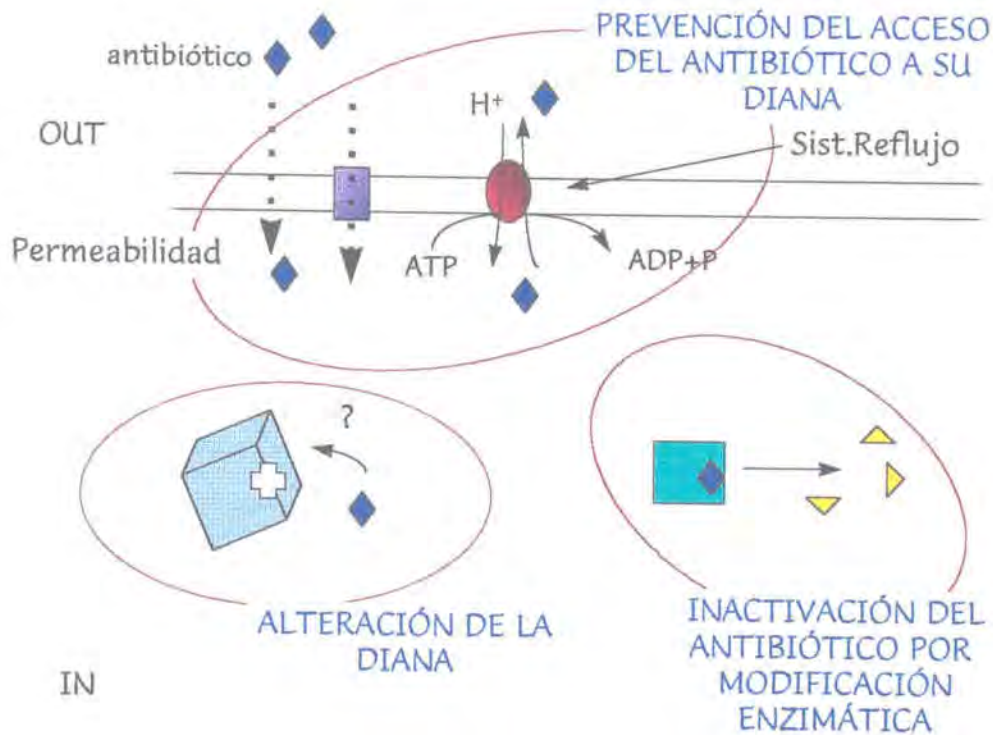 PREVENCIÓN DEL ACCESO
DEL ANTIBIÓTICO A SU
DIANA
antibiótico
H+
OUT
Sist.Reflujo
Permeabilidad
ATP
ADP+P
?
ALTERACIÓN DE LA
DIANA
INACTIVACIÓN DEL
ANTIBIÓTICO POR
MODIFICACIÓN
ENZIMÁTICA
IN